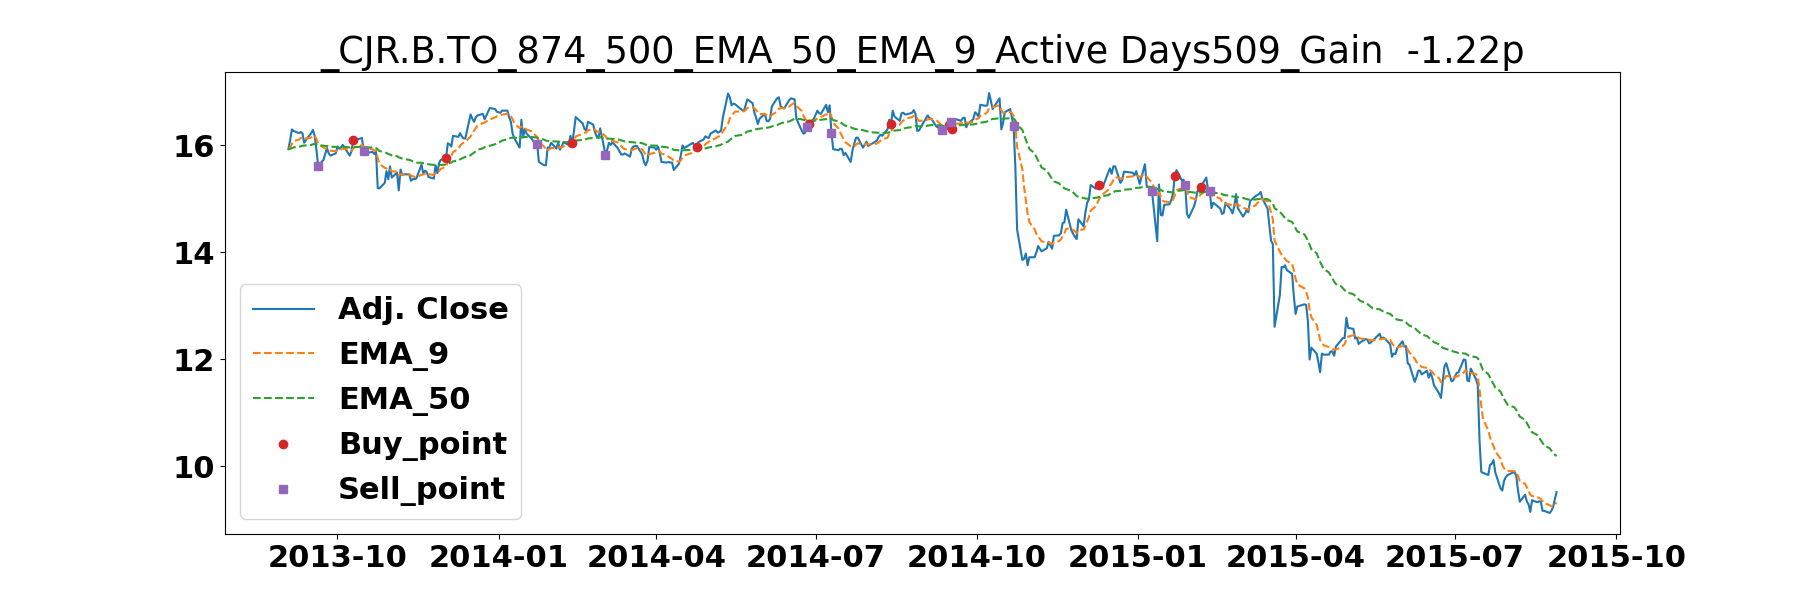 _CJR.B.TO_874_500_EMA_50_EMA_9_Active Days509_Gain  -1.22p
16
14
12
10
Adj. Close
EMA_9
EMA_50
Buy_point
Sell_point
2013-10 2014-01 2014-04 2014-07 2014-10 2015-01 2015-04 2015-07 2015-10